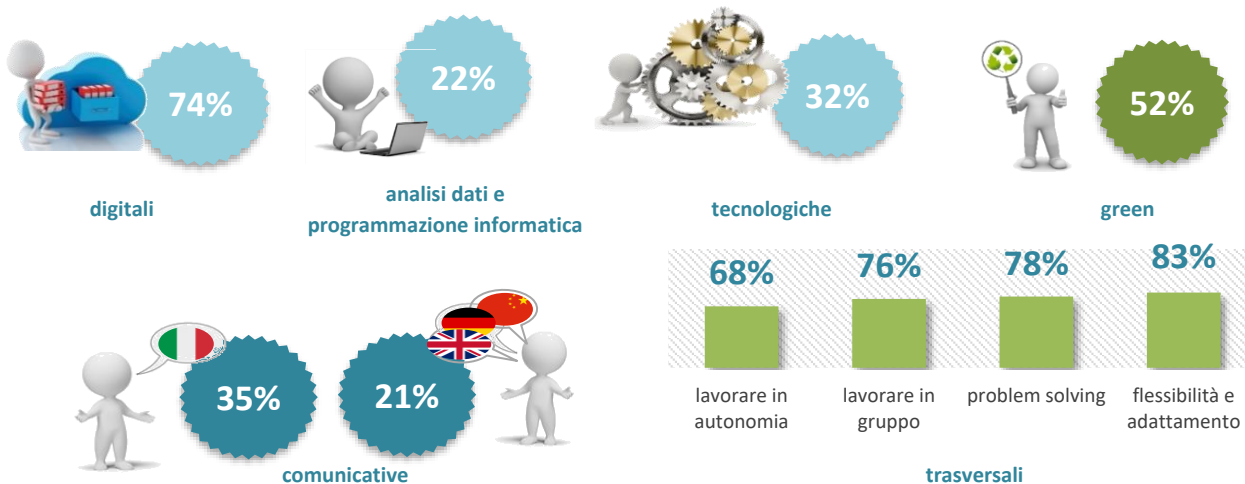 74%
22%
32%
52%
digitali
analisi dati e
programmazione informatica
tecnologiche
green
35%
21%
comunicative
68%
76%
78%
83%
lavorare in
autonomia
lavorare in
gruppo
problem solving
flessibilità e
adattamento
trasversali